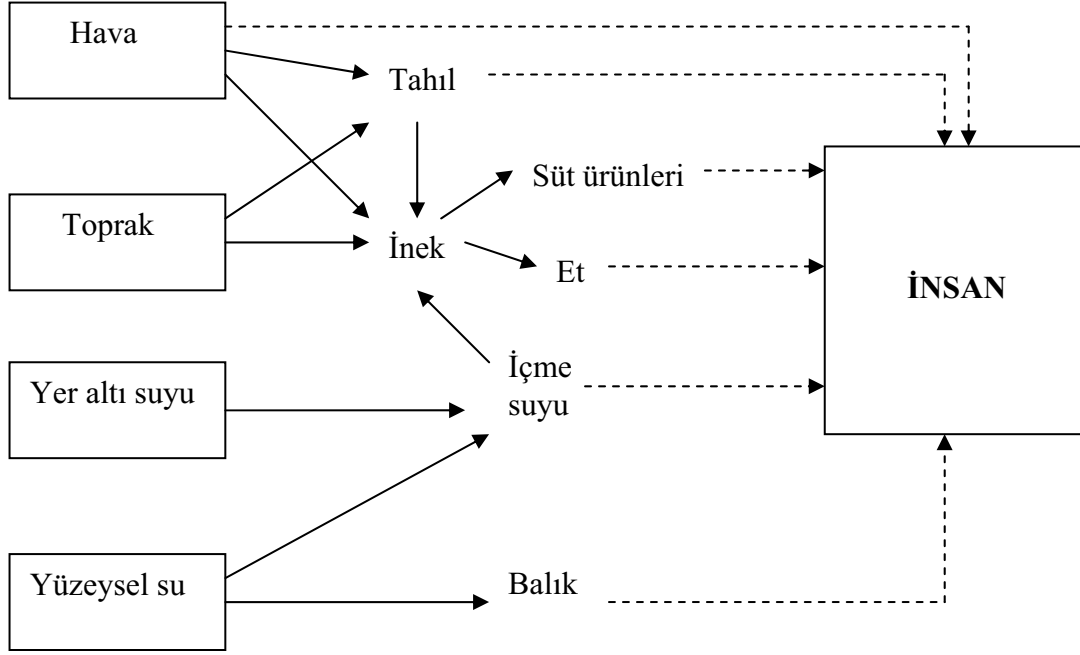 Hava
Tahıl
Süt ürünleri
Toprak
İnek
Et
İNSAN
İçme
suyu
Yer altı suyu
Yüzeysel su
Balık